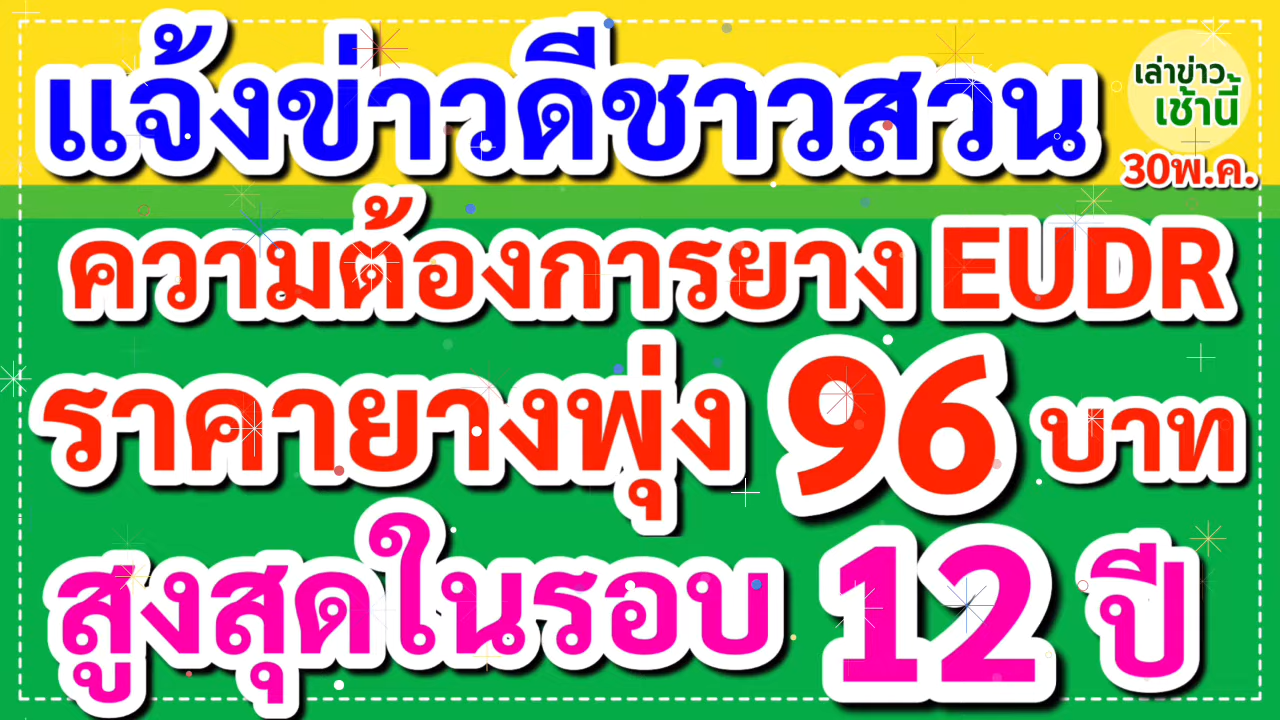 แจ้งข่าวดีชาวสวน
เล่าข่าว
เช้านี้
30พ.ค.
ความต้องการยาง EUDR
ราคายางพุ่ง 96 บาท
สูงสุดในรอบ 12 ปี